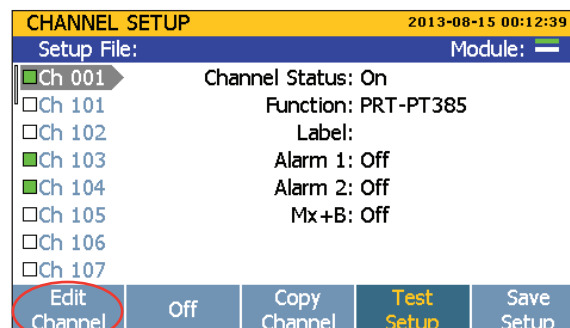 CHANNEL SETUP 2013-08-15 00:12:39
Setup File: Module:
Ch 001 Channel Status: On
Ch 101 Function: PRT-PT385
Ch 102 Label:
Ch 103 Alarm 1: Off
Ch 104 Alarm 2: Off
Ch 105 Mx+B: Off
Ch 106
Ch 107
Edit Channel Off Copy Channel Test Setup Save Setup